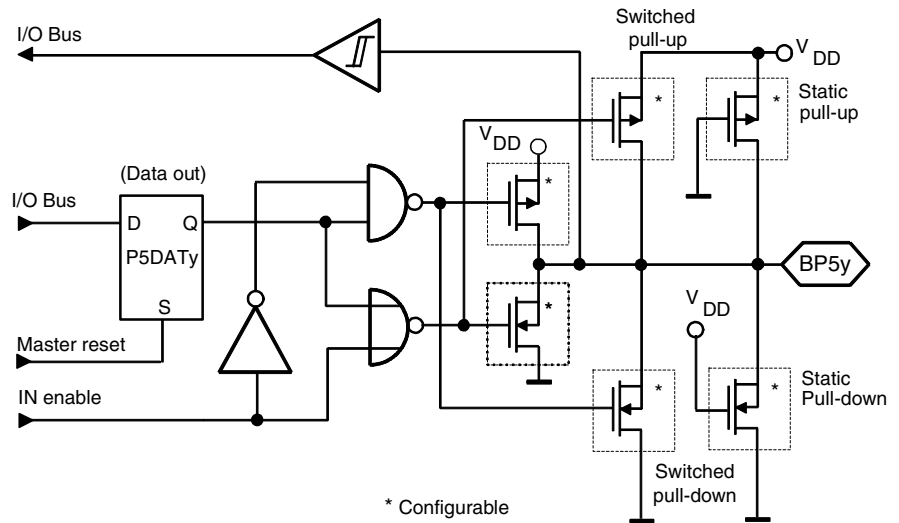 I/O Bus
Switched
pull-up
V DD
Static
pull-up
*
*
V DD
*
(Data out)
I/O Bus
D
Q
P5DATy
S
BP5y
*
V DD
Master reset
IN enable
*
*
Static
Pull-down
Switched
pull-down
* Configurable